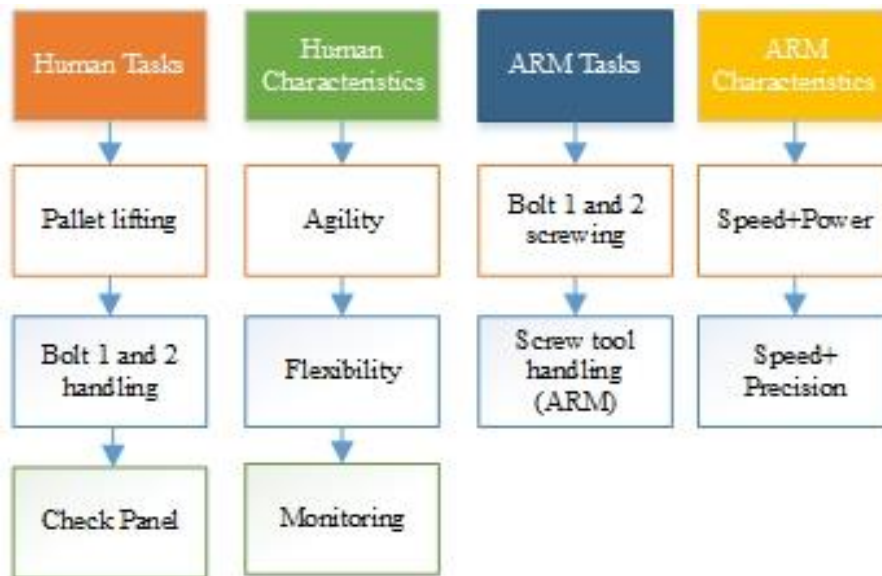 Human Tasks
Human
Characteristics
ARM Tasks
ARM
Characteristics
Pallet lifting
Agility
Bolt 1 and 2
screwing
Speed+Power
Bolt 1 and 2
handling
Flexibility
Screw tool
handling
(ARM)
Speed+
Precision
Check Panel
Monitoring